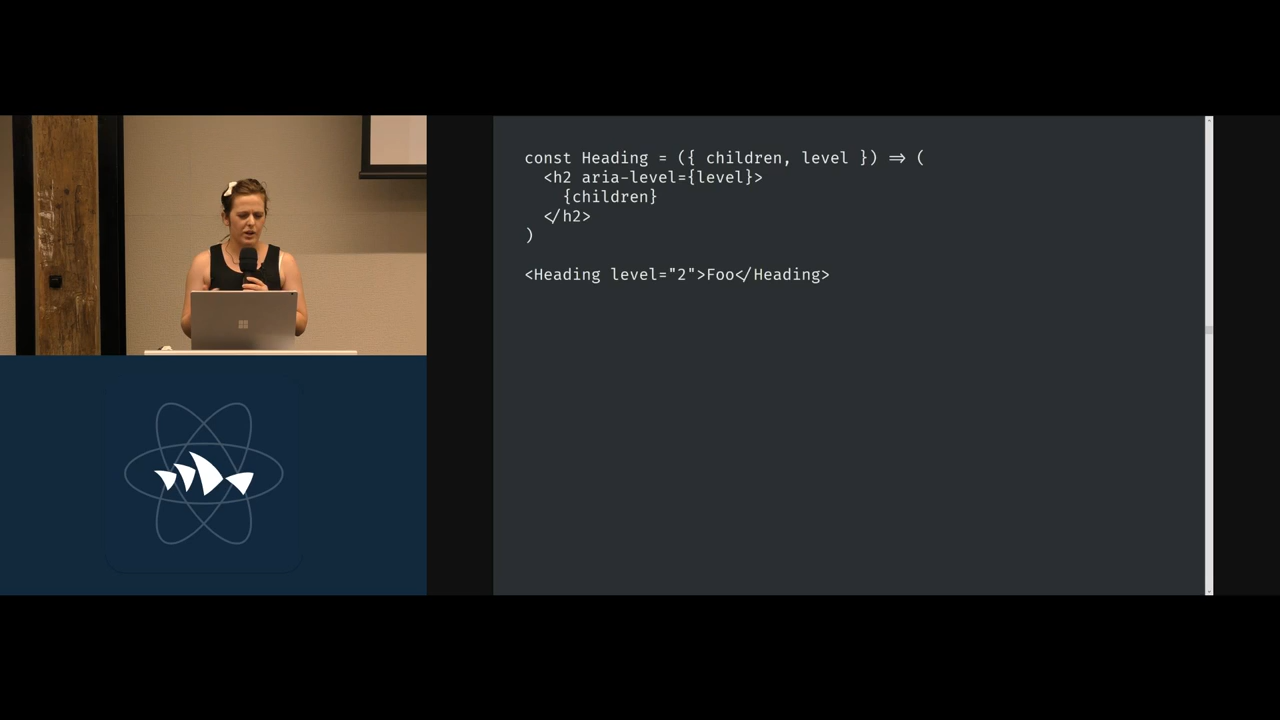 const Heading = ({ children, level }) => (
  <h2 aria-level={level}>
    {children}
  </h2>
)
<Heading level="2">Foo</Heading>